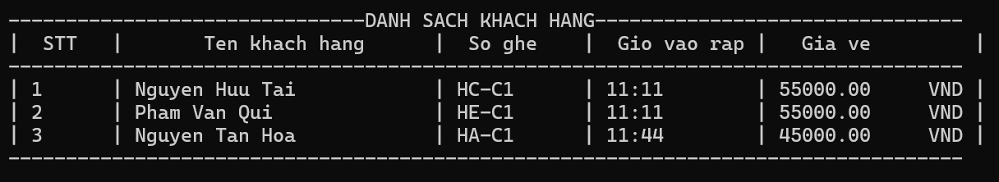 -------------------------------DANH SACH KHACH HANG--------------------------------
|  STT   |       Ten khach hang      |  So ghe    |  Gio vao rap |   Gia ve         |
-----------------------------------------------------------------------------------
| 1      | Nguyen Huu Tai            | HC-C1      | 11:11        | 55000.00     VND |
| 2      | Pham Van Qui              | HE-C1      | 11:11        | 55000.00     VND |
| 3      | Nguyen Tan Hoa            | HA-C1      | 11:44        | 45000.00     VND |
-----------------------------------------------------------------------------------